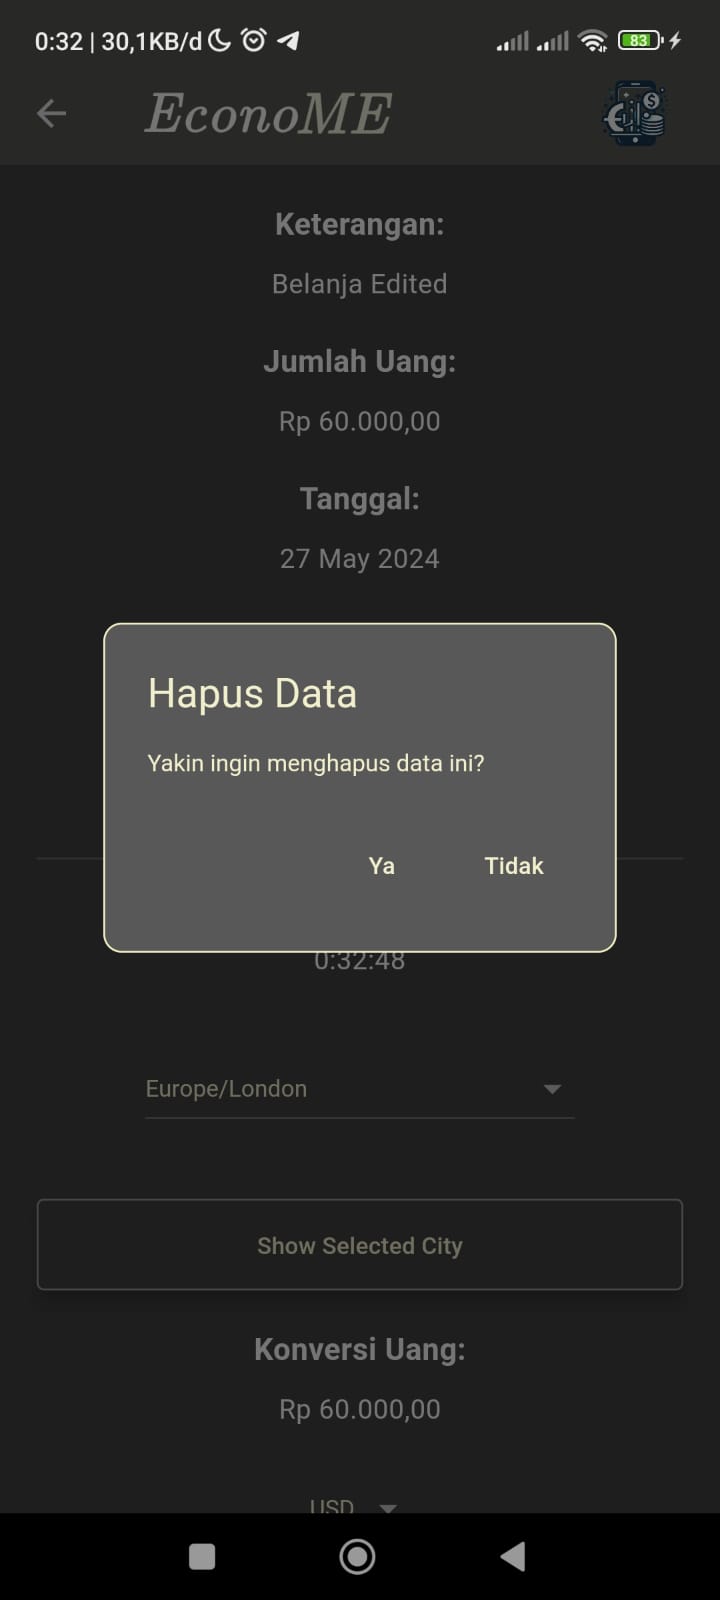 0:32 | 30,1KB/d
83
EconoME
Keterangan:
Belanja Edited
Jumlah Uang:
Rp 60.000,00
Tanggal:
27 May 2024
Hapus Data
Yakin ingin menghapus data ini?
Ya Tidak
0:32:48
Europe/London
Show Selected City
Konversi Uang:
Rp 60.000,00
USD